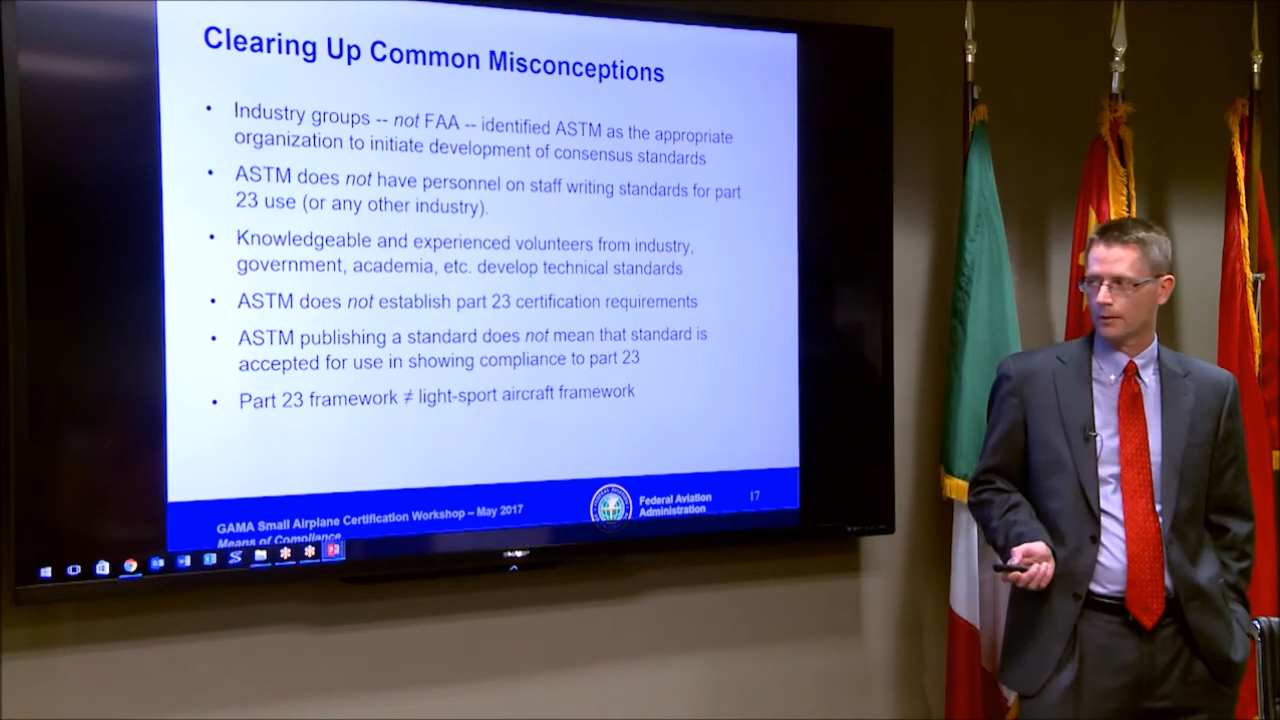 Clearing Up Common Misconceptions
• Industry groups -- not FAA -- identified ASTM as the appropriate
organization to initiate development of consensus standards
• ASTM does not have personnel on staff writing standards for part
23 use (or any other industry).
• Knowledgeable and experienced volunteers from industry,
government, academia, etc. develop technical standards
• ASTM does not establish part 23 certification requirements
• ASTM publishing a standard does not mean that standard is
accepted for use in showing compliance to part 23
• Part 23 framework ≠ light-sport aircraft framework
GAMA Small Airplane Certification Workshop – May 2017
Means of Compliance
Federal Aviation
Administration
17